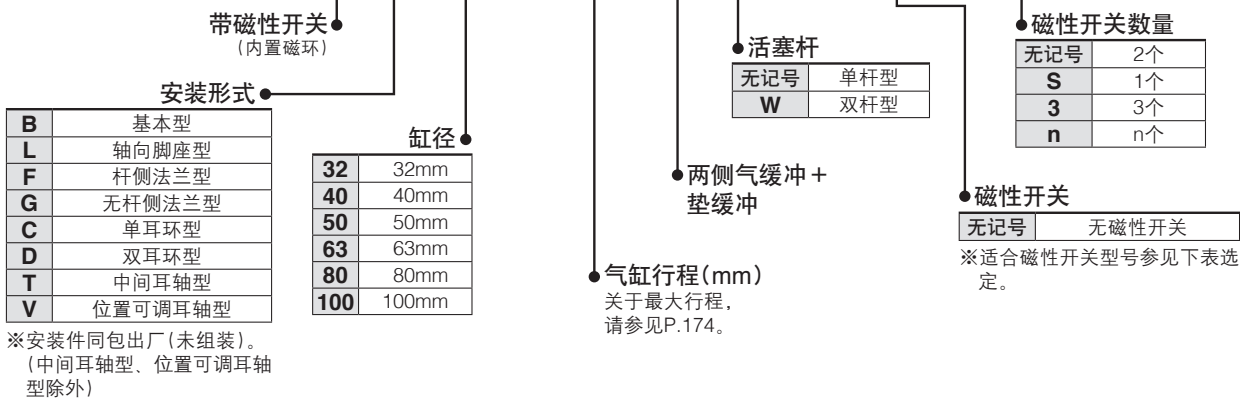 带磁性开关
(内置磁环)
安装形式
B 基本型
L 轴向脚座型
F 杆侧法兰型
G 无杆侧法兰型
C 单耳环型
D 双耳环型
T 中间耳轴型
V 位置可调耳轴型
※安装件同包出厂(未组装)。
(中间耳轴型、位置可调耳轴
型除外)
缸径
32 32mm
40 40mm
50 50mm
63 63mm
80 80mm
100 100mm
气缸行程(mm)
关于最大行程,
请参见P.174。
两侧气缓冲+
垫缓冲
活塞杆
无记号 单杆型
W 双杆型
磁性开关
无记号 无磁性开关
※适合磁性开关型号参见下表选
定。
磁性开关数量
无记号 2个
S 1个
3 3个
n n个